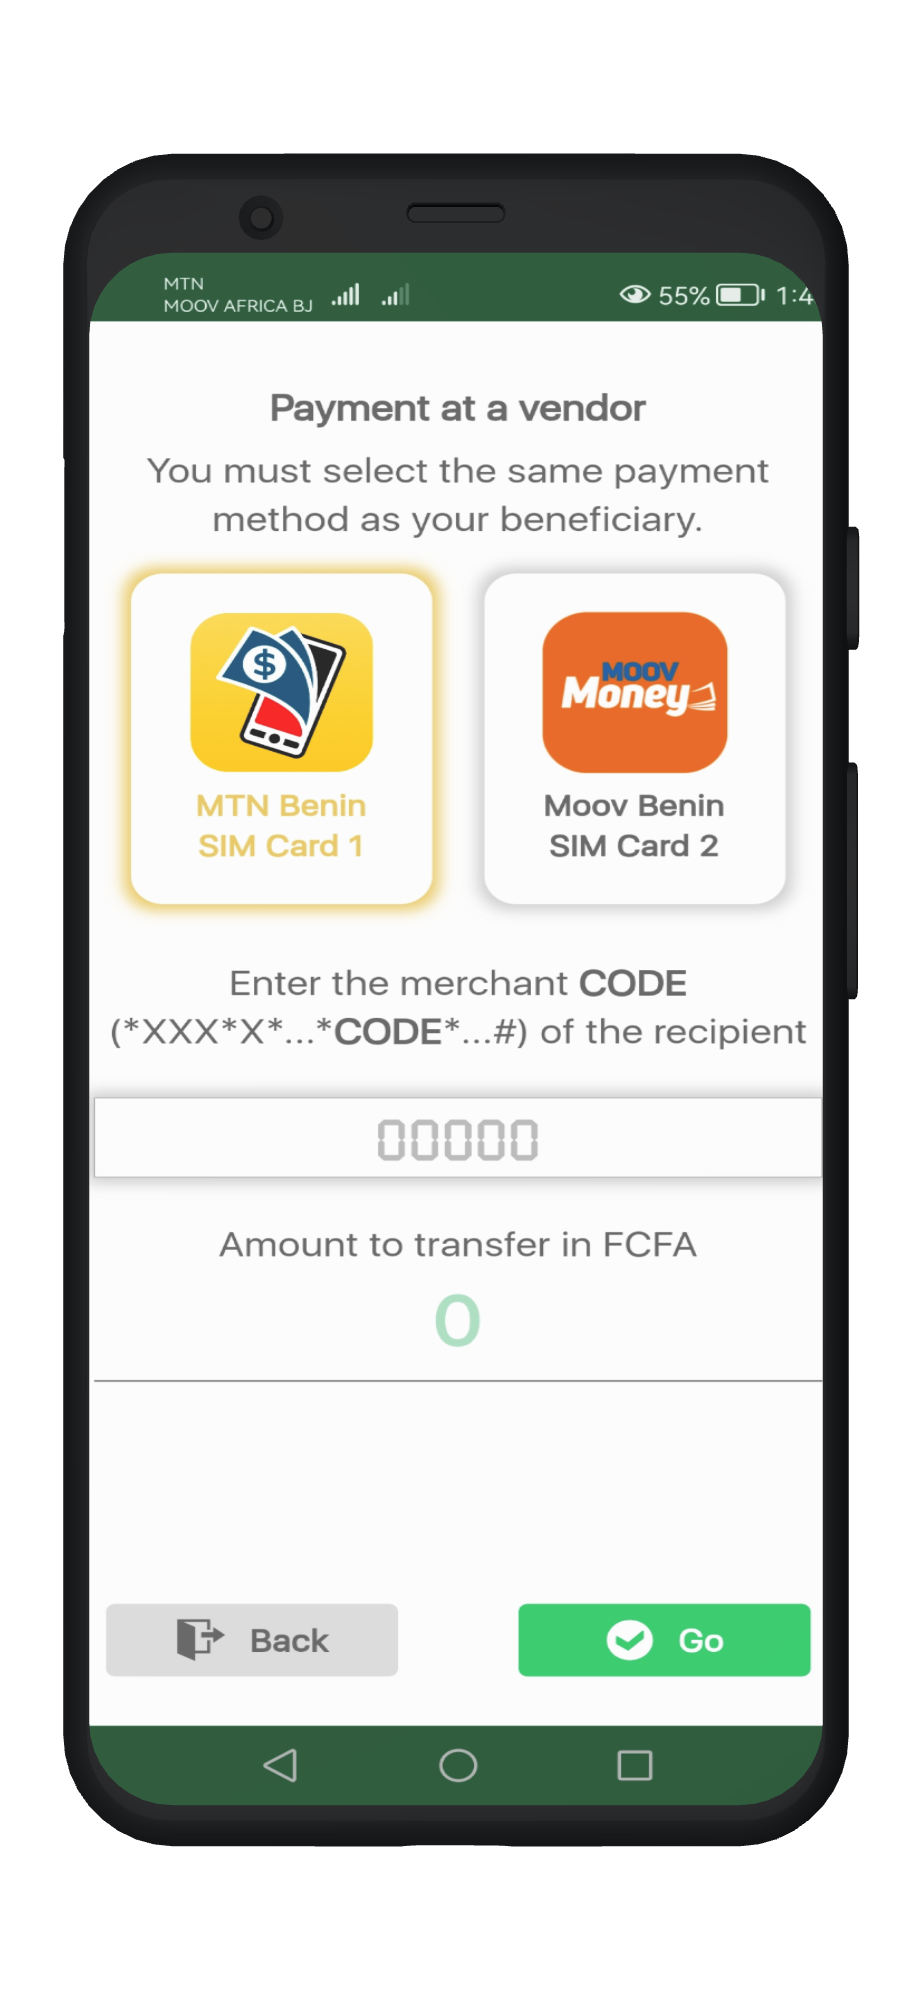 MTN
MOOV AFRICA BJ
55%
1:4
Payment at a vendor
You must select the same payment
method as your beneficiary.
$
MOOV
Money
MTN Benin
SIM Card 1
Moov Benin
SIM Card 2
Enter the merchant CODE
(*XXX*X*...*CODE*...#) of the recipient
00000
Amount to transfer in FCFA
0
Back
Go